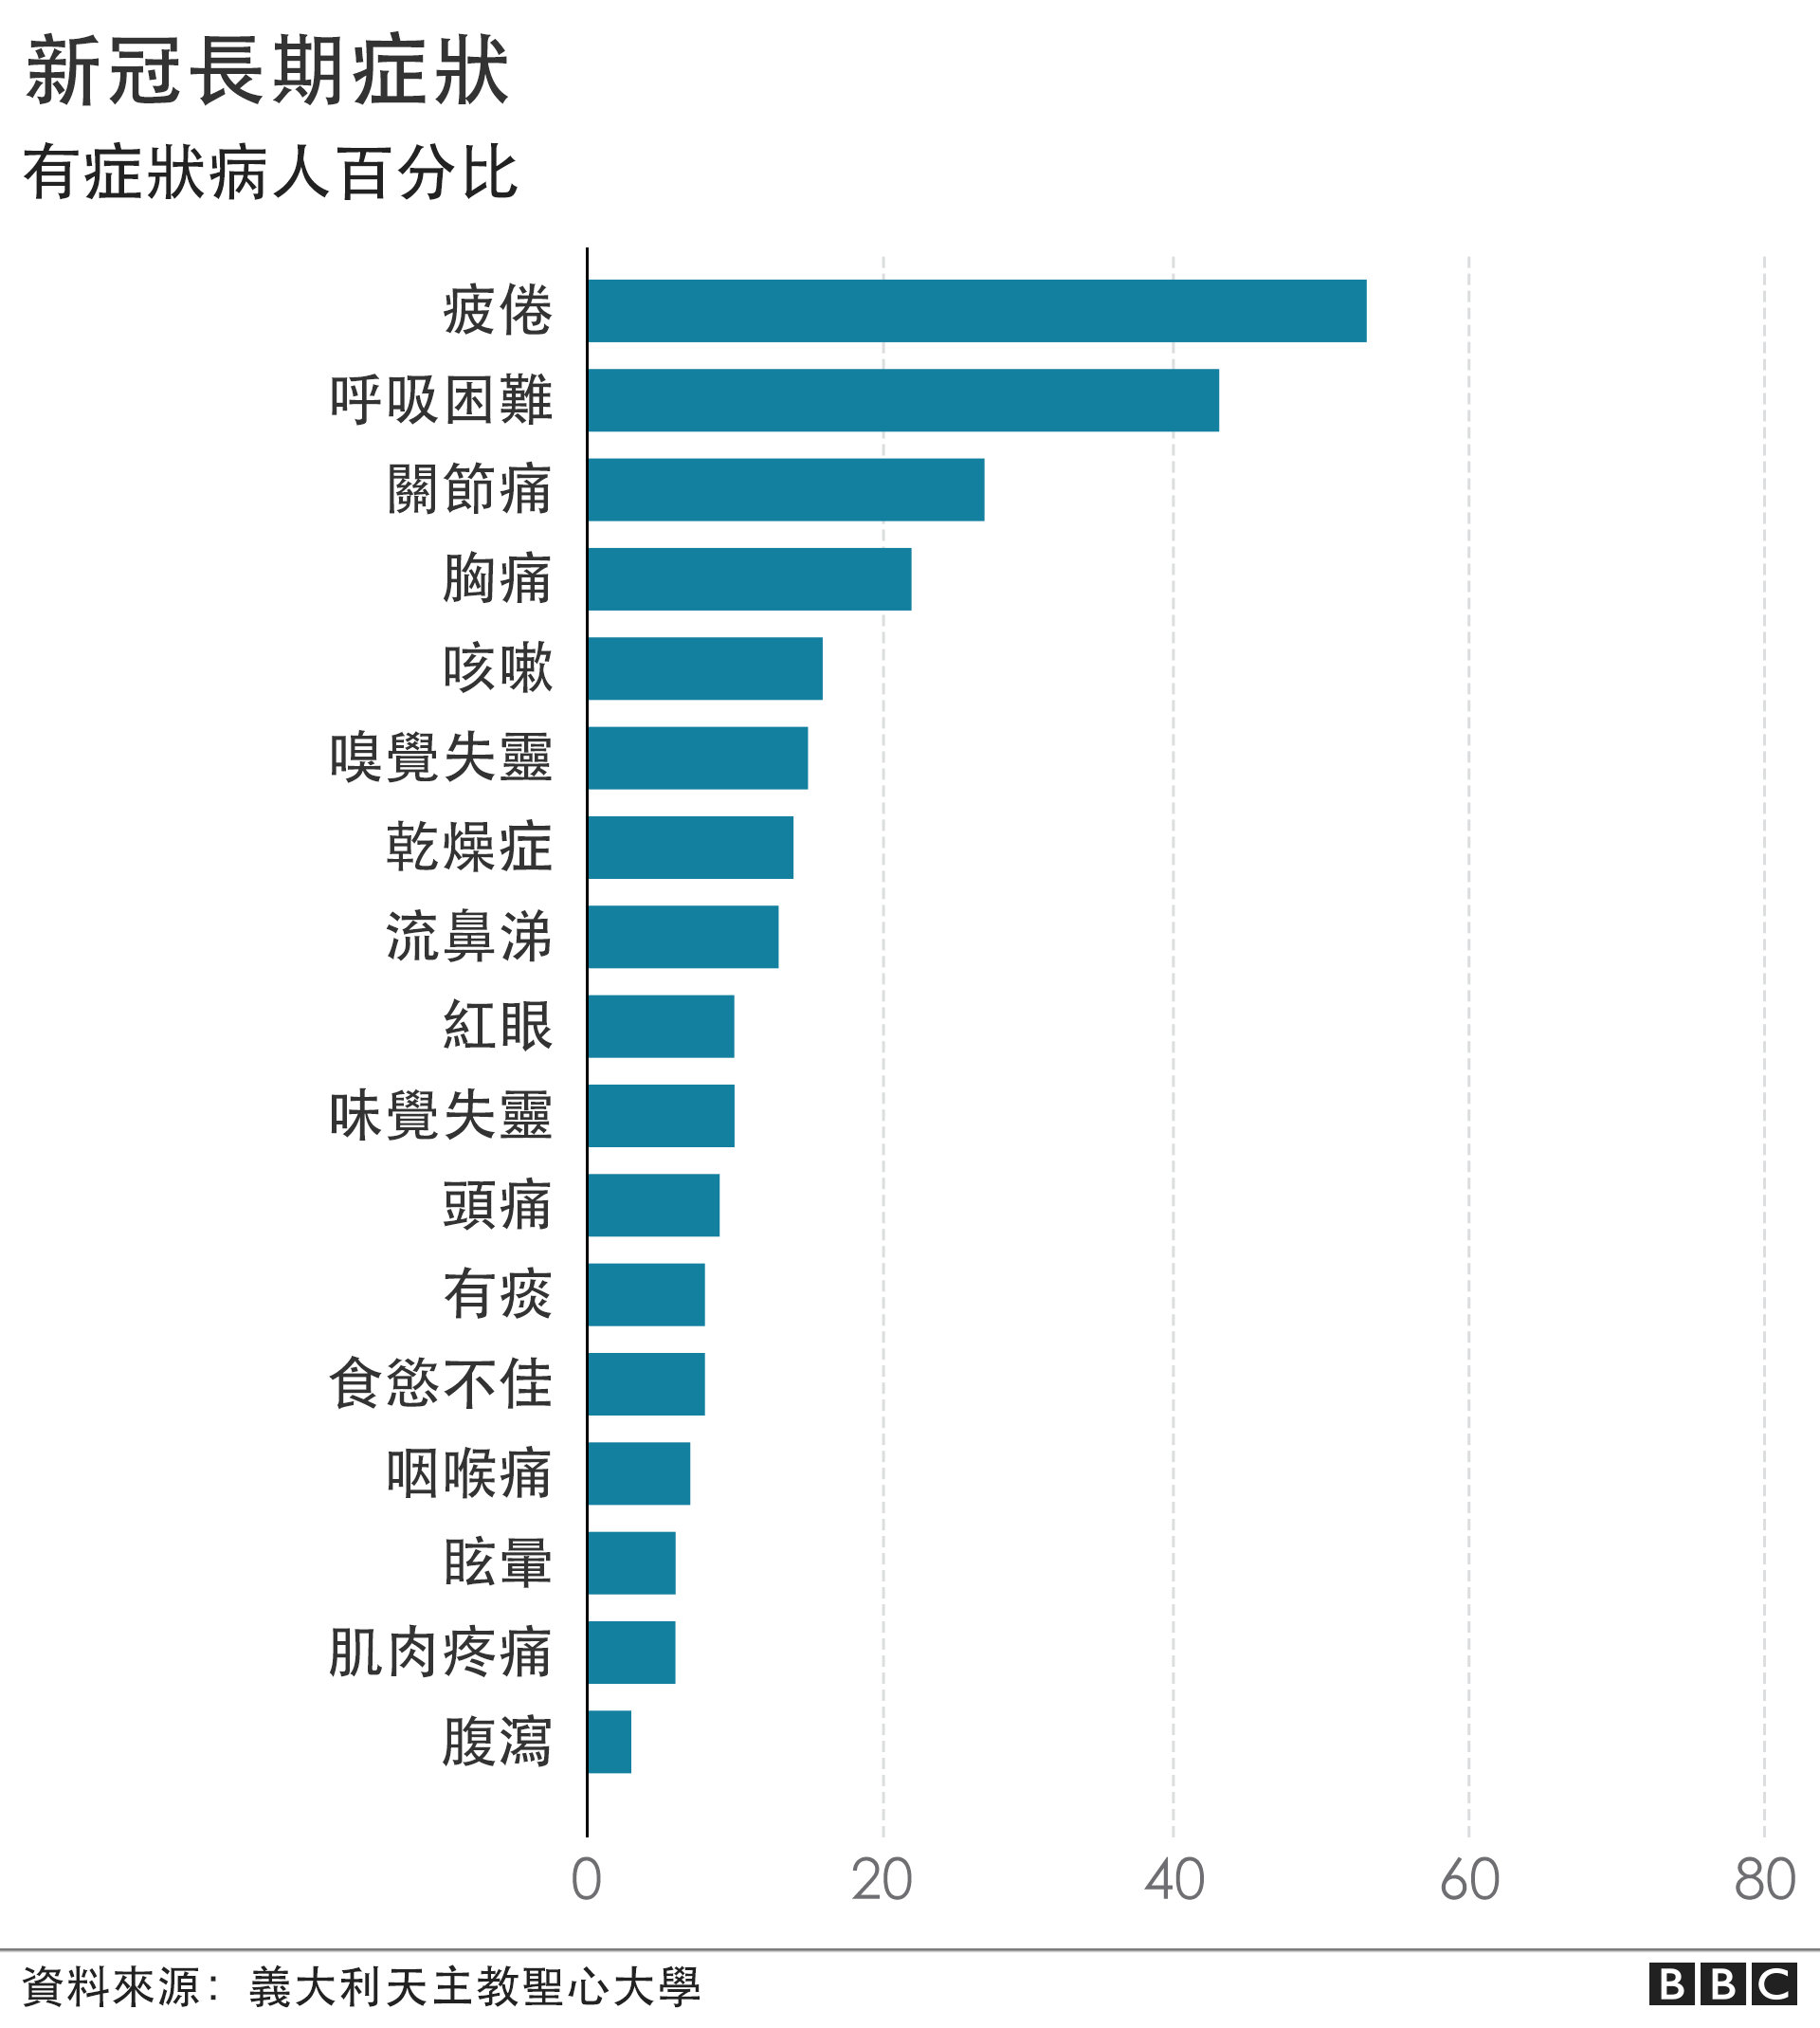 新冠長期症狀
有症狀病人百分比
疲倦
呼吸困難
關節痛
胸痛
咳嗽
嗅覺失靈
乾燥症
流鼻涕
紅眼
味覺失靈
頭痛
有痰
食慾不佳
咽喉痛
眩暈
肌肉疼痛
腹瀉
0 20 40 60 80
資料來源：義大利天主教聖心大學
BBC